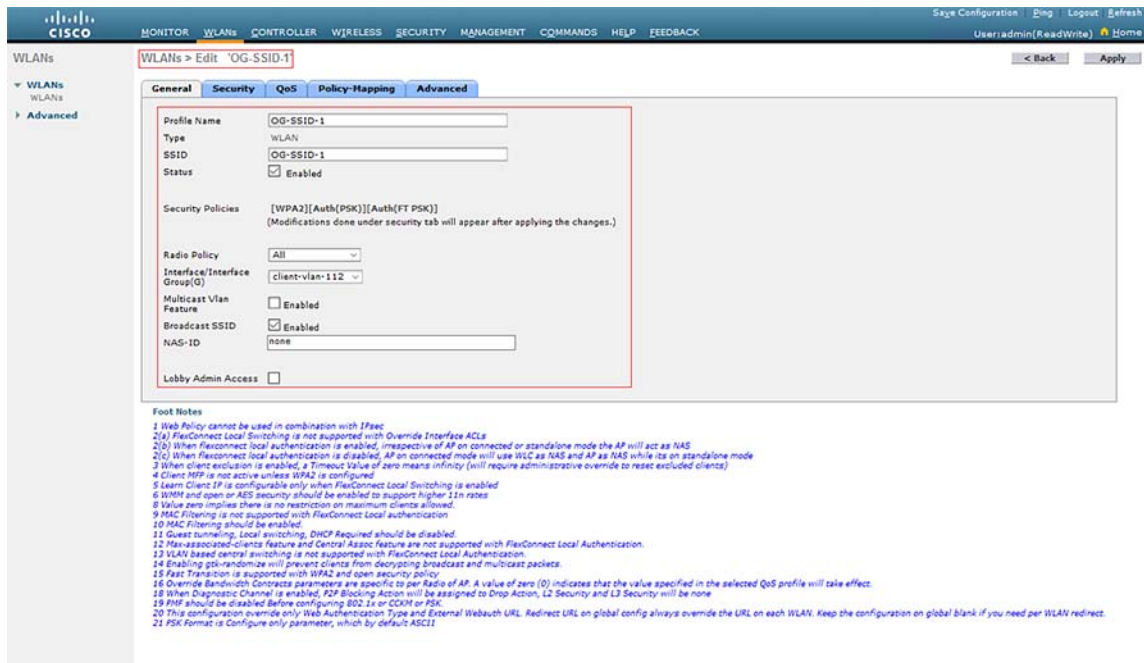 Save Configuration Ping Logout Refresh
CISCO
MONITOR WLANs CONTROLLER WIRELESS SECURITY MANAGEMENT COMMANDS HELP FEEDBACK
User:admin(ReadWrite) Home
WLANs
WLANs > Edit 'OG-SSID-1'
< Back Apply
WLANs
WLANs
Advanced
General Security QoS Policy-Mapping Advanced
Profile Name OG-SSID-1
Type WLAN
SSID OG-SSID-1
Status Enabled
Security Policies [WPA2][Auth(PSK)][Auth(FT PSK)]
(Modifications done under security tab will appear after applying the changes.)
Radio Policy All
Interface/Interface Group(G) client-vlan-112
Multicast Vlan Feature Enabled
Broadcast SSID Enabled
NAS-ID none
Lobby Admin Access
Foot Notes
1 Web Policy cannot be used in combination with IPsec
2(a) FlexConnect Local Switching is not supported with Override Interface ACLs
2(b) When flexconnect local authentication is enabled, irrespective of AP on connected or standalone mode the AP will act as NAS
2(c) When flexconnect local authentication is disabled, AP on connected mode will use WLC as NAS and AP as NAS while its on standalone mode
3 When client exclusion is enabled, a Timeout Value of zero means infinity (will require administrative override to reset excluded clients)
4 Client MFP is not active unless WPA2 is configured
5 Learn Client IP is configurable only when FlexConnect Local Switching is enabled
6 WMM and open or AES security should be enabled to support higher 11n rates
8 Value zero implies there is no restriction on maximum clients allowed.
9 MAC Filtering is not supported with FlexConnect Local authentication
10 MAC Filtering should be enabled.
11 Guest tunneling, Local switching, DHCP Required should be disabled.
12 Max-associated-clients feature and Central Assoc feature are not supported with FlexConnect Local Authentication.
13 VLAN based central switching is not supported with FlexConnect Local Authentication.
14 Enabling gtk-randomize will prevent clients from decrypting broadcast and multicast packets.
15 Fast Transition is supported with WPA2 and open security policy
16 Override Bandwidth Contracts parameters are specific to per Radio of AP. A value of zero (0) indicates that the value specified in the selected QoS profile will take effect.
18 When Diagnostic Channel is enabled, P2P Blocking Action will be assigned to Drop Action, L2 Security and L3 Security will be none
19 PMF should be disabled Before configuring 802.1x or CCKM or PSK.
20 This configuration override only Web Authentication Type and External Webauth URL. Redirect URL on global config always override the URL on each WLAN. Keep the configuration on global blank if you need per WLAN redirect.
21 PSK Format is Configure only parameter, which by default ASCII